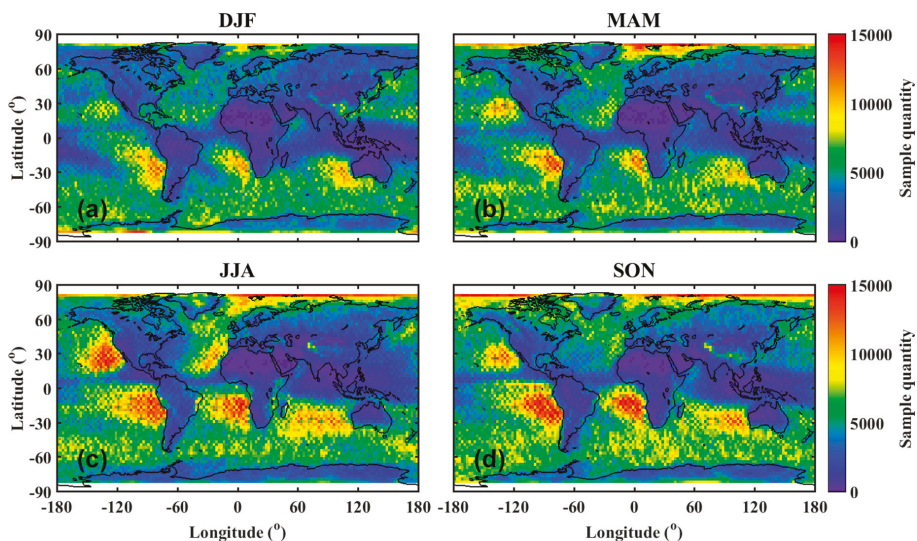 DJF
MAM
90
60
30
0
-30
-60
-90
Latitude (°)
(a)
(b)
15000
10000
5000
0
Sample quantity
JJA
SON
90
60
30
0
-30
-60
-90
Latitude (°)
(c)
(d)
15000
10000
5000
0
Sample quantity
-180 -120 -60 0 60 120 180
-180 -120 -60 0 60 120 180
Longitude (°)
Longitude (°)